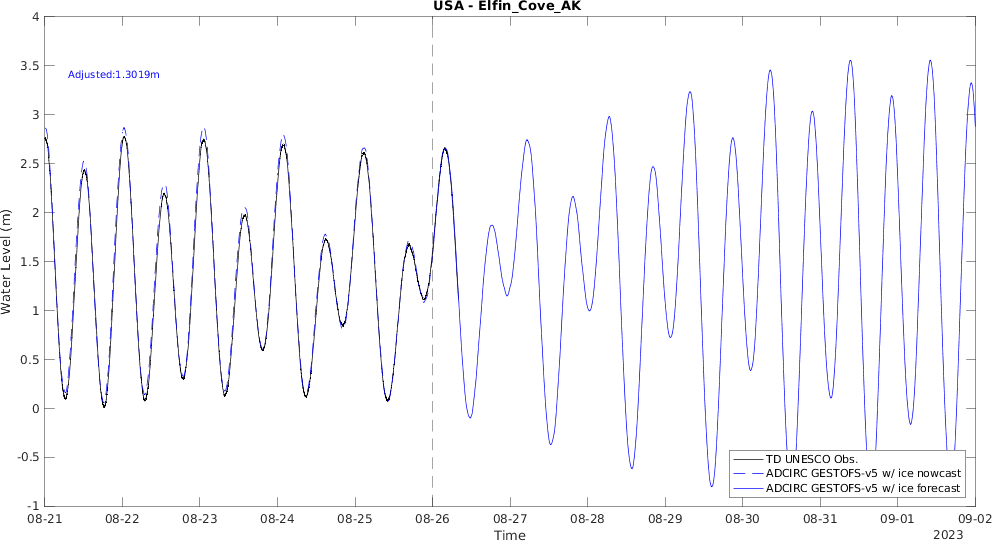 USA - Elfin_Cove_AK
4
3.5
3
2.5
2
1.5
1
0.5
0
-0.5
-1
Water Level (m)
Adjusted:1.3019m
TD UNESCO Obs.
ADCIRC GESTOFS-v5 w/ ice nowcast
ADCIRC GESTOFS-v5 w/ ice forecast
08-21 08-22 08-23 08-24 08-25 08-26 08-27 08-28 08-29 08-30 08-31 09-01 09-02
Time
2023